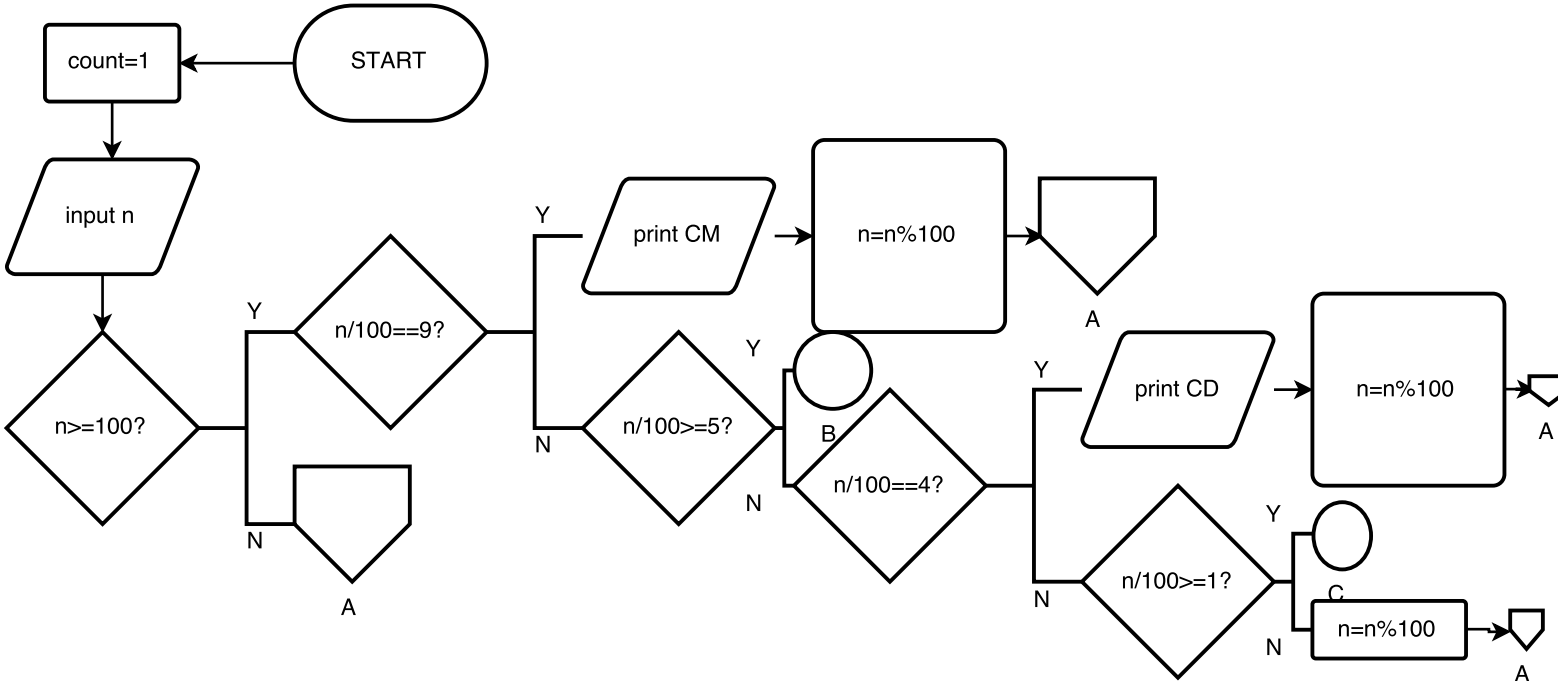 START
count=1
input n
n>=100?
Y
N
A
n/100==9?
Y
N
print CM
n=n%100
A
n/100>=5?
Y
N
B
n/100==4?
Y
N
print CD
n=n%100
A
n/100>=1?
Y
N
C
n=n%100
A